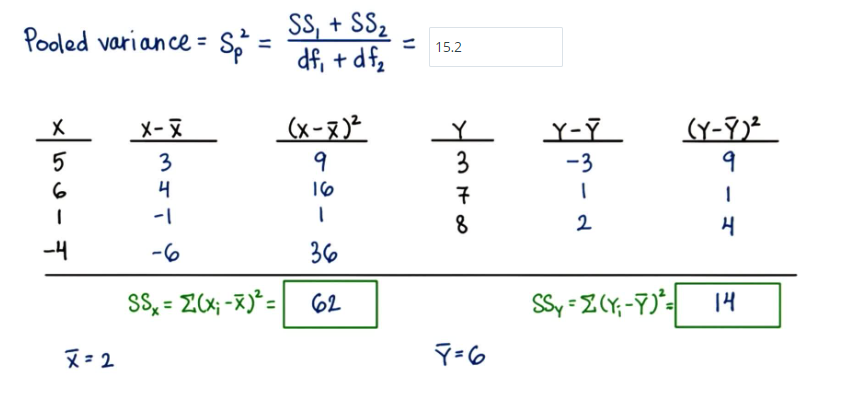 Pooled variance = Sp² = SS₁ + SS₂ / df₁ + df₂ = 15.2
X X-X̄ (X-X̄)² Y Y-Ȳ (Y-Ȳ)²
5 3 9 3 -3 9
6 4 16 7 1 1
1 -1 1 8 2 4
-4 -6 36
SSₓ = Σ(Xᵢ-X̄)² = 62 SSᵧ = Σ(Yᵢ-Ȳ)² = 14
X̄ = 2 Ȳ = 6